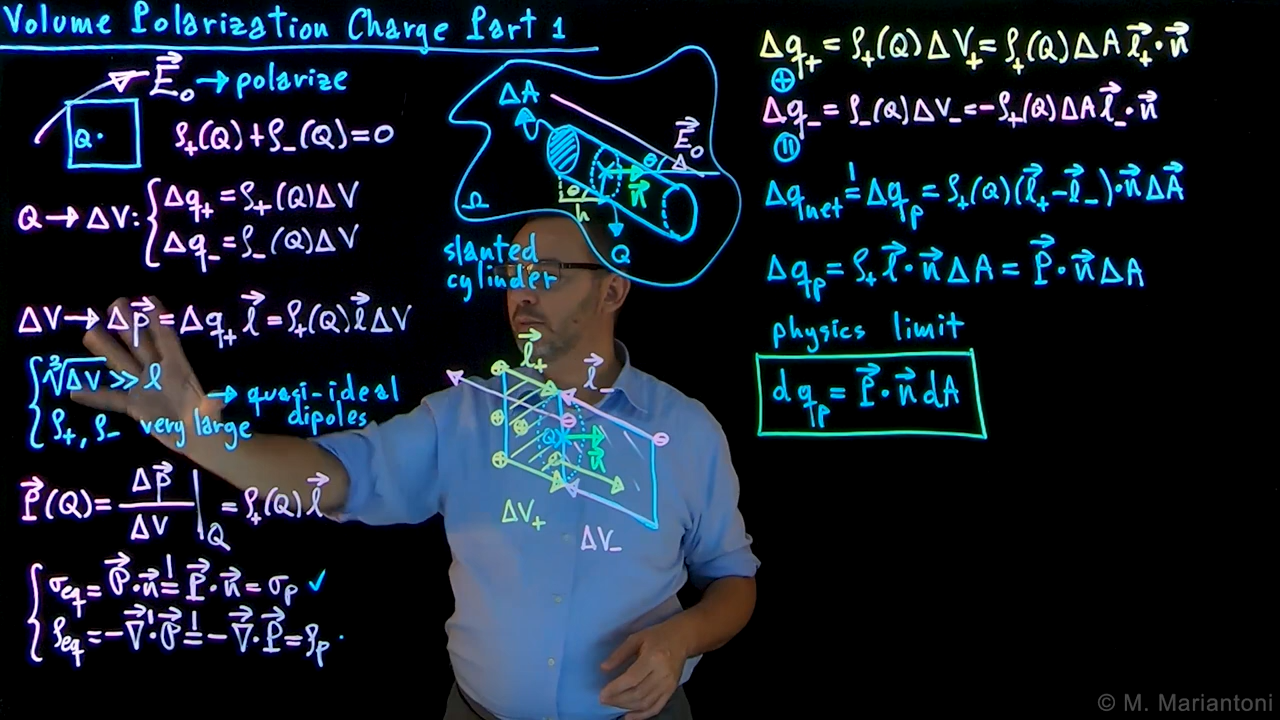 Volume Polarization Charge Part 1
E⃗₀ → polarize
Q·
ρ₊(Q)+ρ₋(Q)=0
Q → ΔV: { Δq₊ = ρ₊(Q)ΔV
Δq₋ = ρ₋(Q)ΔV
ΔV → Δp⃗ = Δq₊ l⃗ = ρ₊(Q) l⃗ ΔV
{ ∛ΔV ≫ l
ρ₊, ρ₋ very large
→ quasi-ideal
dipoles
P⃗(Q) = Δp⃗/ΔV |_Q = ρ₊(Q) l⃗
{ σ_eq = P⃗·n⃗ =! P⃗·n⃗ = σ_p ✓
ρ_eq = −∇⃗'·P⃗ =! −∇⃗·P⃗ = ρ_p ·
ΔA
E⃗₀
θ
n⃗
θ
h
Ω
Q
slanted
cylinder
l⃗₊
l⃗₋
⊕
⊖
⊕
⊖
⊕
Q
n⃗
⊕
⊕
ΔV₊
ΔV₋
Δq₊ = ρ₊(Q) ΔV₊ = ρ₊(Q) ΔA l⃗₊·n⃗
⊕
Δq₋ = ρ₋(Q) ΔV₋ = −ρ₊(Q) ΔA l⃗₋·n⃗
=
Δq_net =! Δq_p = ρ₊(Q)(l⃗₊−l⃗₋)·n⃗ ΔA⃗
Δq_p = ρ₊ l⃗·n⃗ ΔA = P⃗·n⃗ ΔA
physics limit
dq_p = P⃗·n⃗ dA
© M. Mariantoni